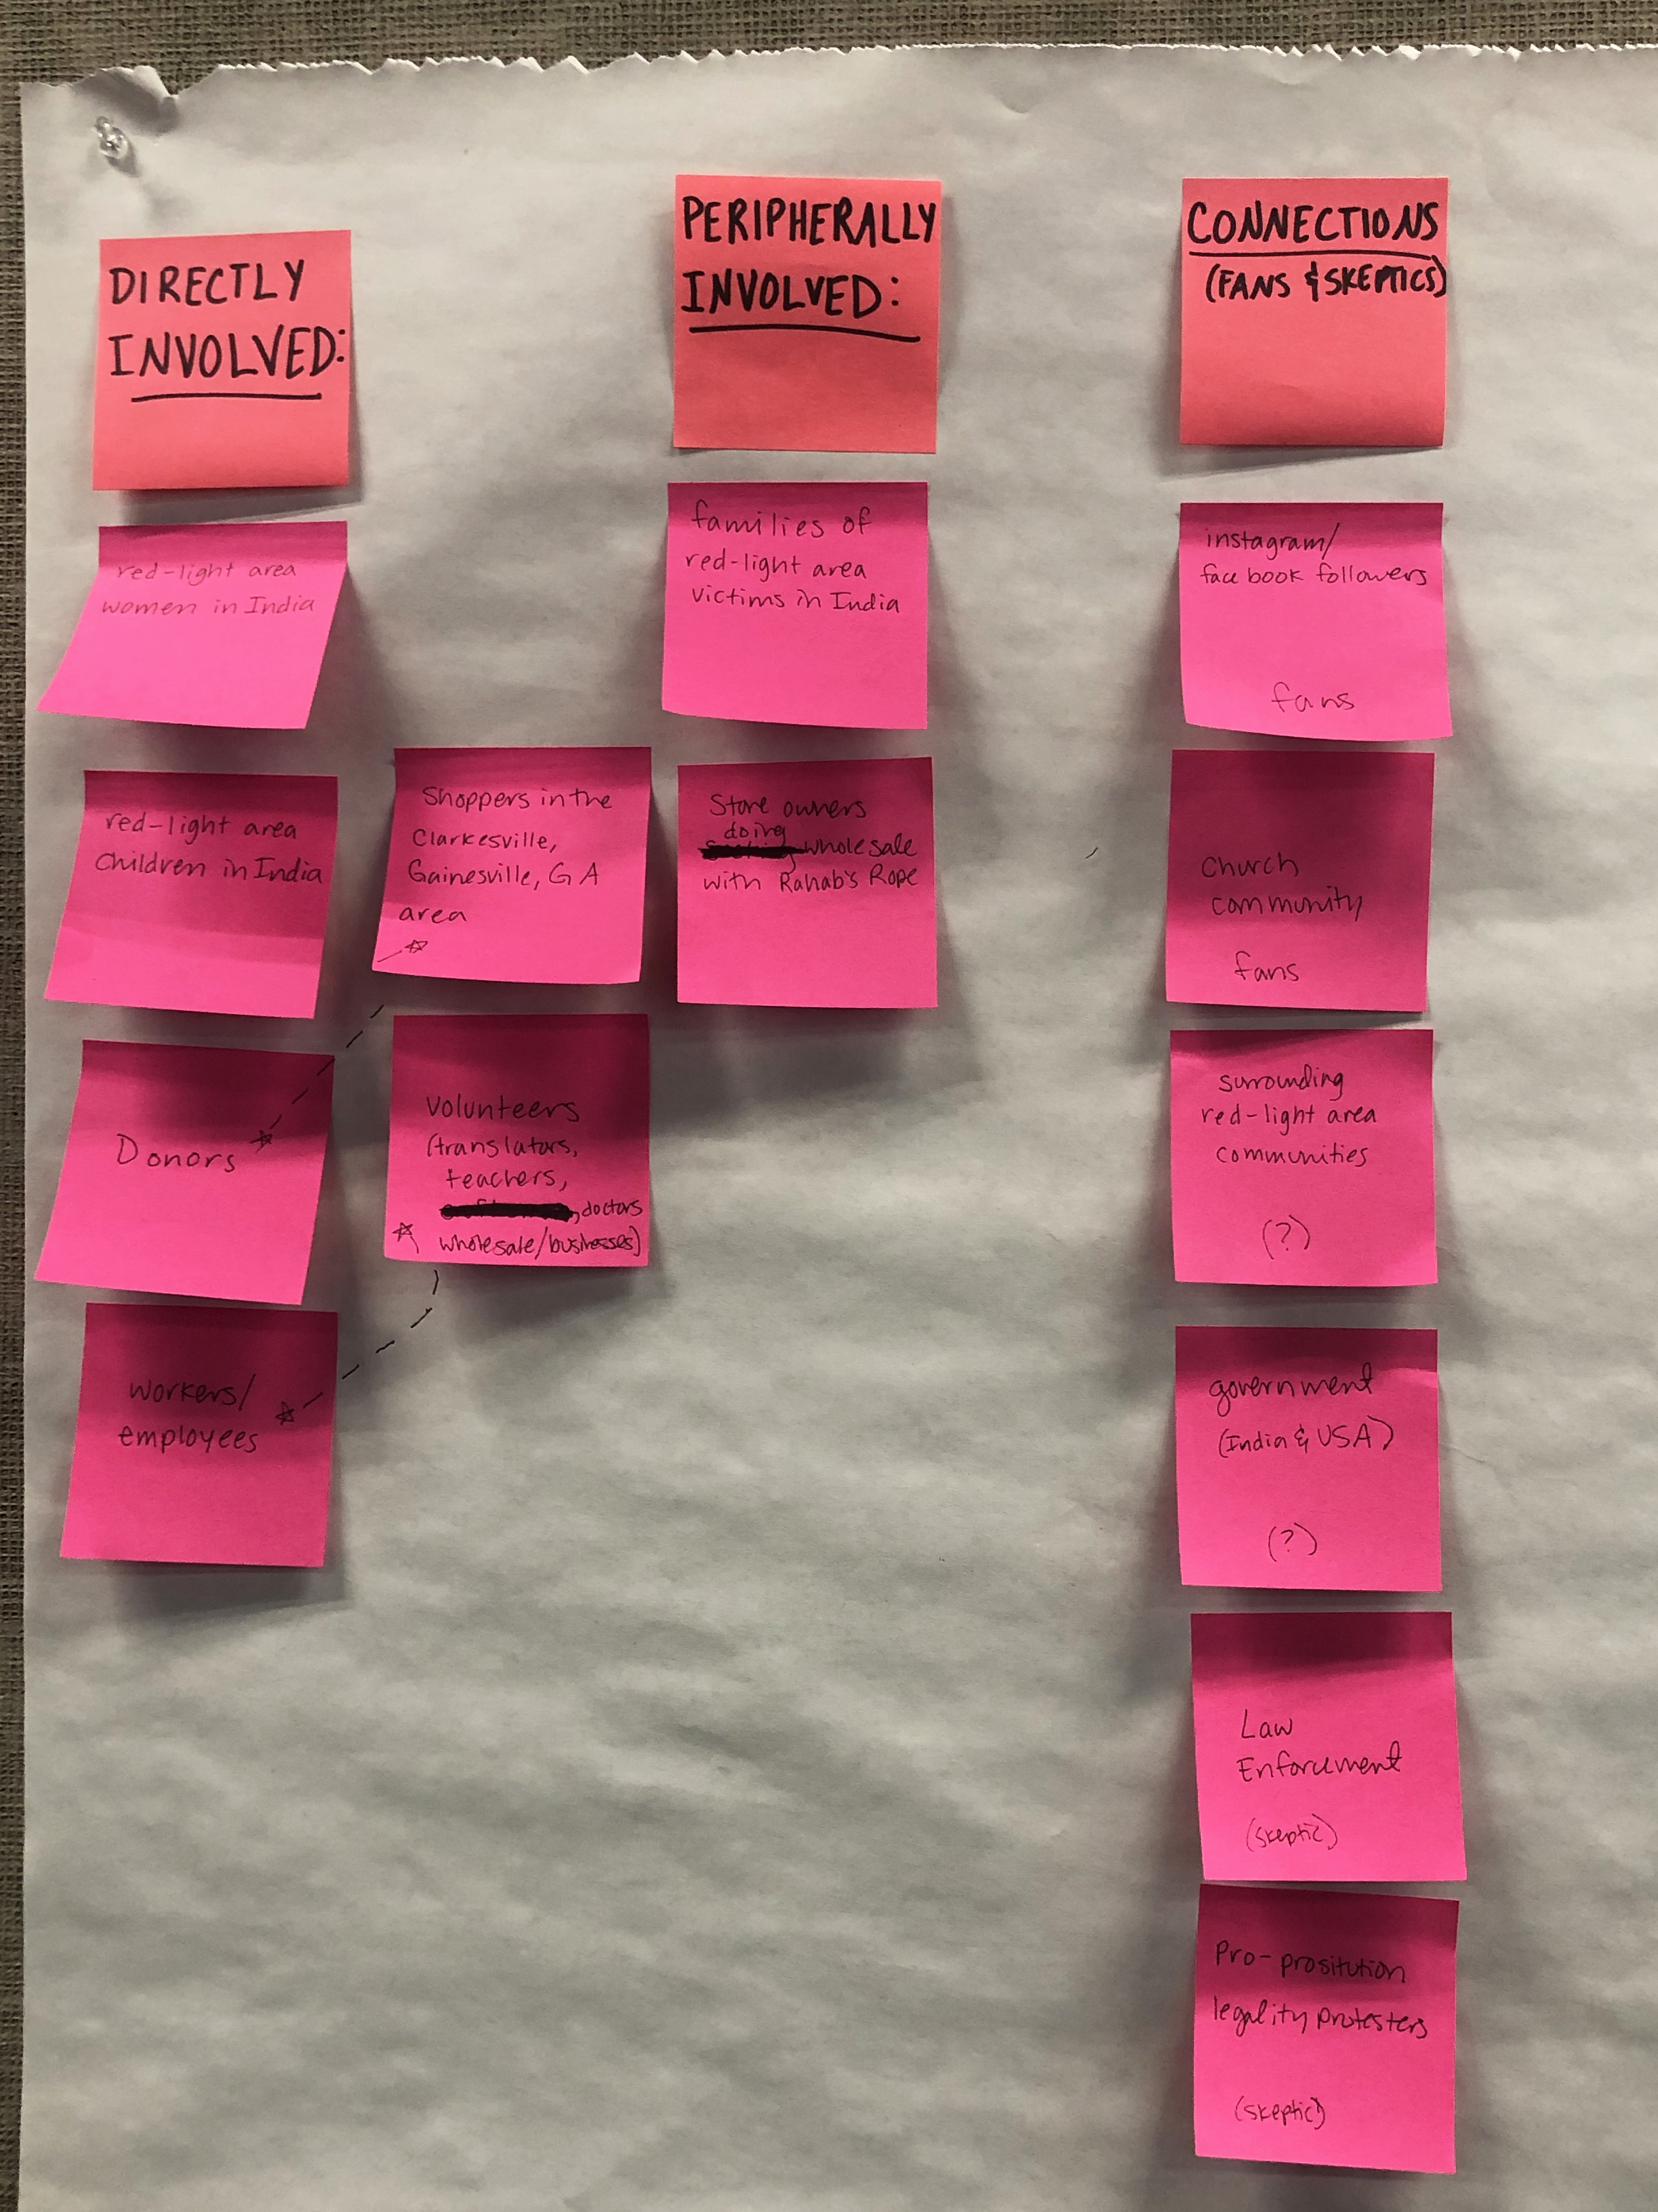 DIRECTLY
INVOLVED:
red-light area
women in India
red-light area
children in India
Donors
workers/
employees
Shoppers in the
Clarkesville,
Gainesville, GA
area
Volunteers
(translators,
teachers,
, doctors
wholesale/businesses)
PERIPHERALLY
INVOLVED:
families of
red-light area
victims in India
Store owners
doing
wholesale
with Rahab's Rope
CONNECTIONS
(FANS & SKEPTICS)
instagram/
facebook followers
fans
Church
community
fans
surrounding
red-light area
communities
(?)
government
(India & USA)
(?)
Law
Enforcement
(skeptic)
Pro-prositution
legality protesters
(skeptic)